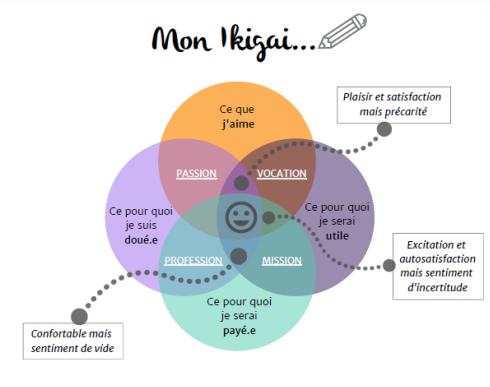 Mon Ikigai...
Ce que
j'aime
Plaisir et satisfaction
mais précarité
PASSION
VOCATION
Ce pour quoi
je suis
doué.e
Ce pour quoi
je serai
utile
PROFESSION
MISSION
Excitation et
autosatisfaction
mais sentiment
d'incertitude
Ce pour quoi
je serai
payé.e
Confortable mais
sentiment de vide